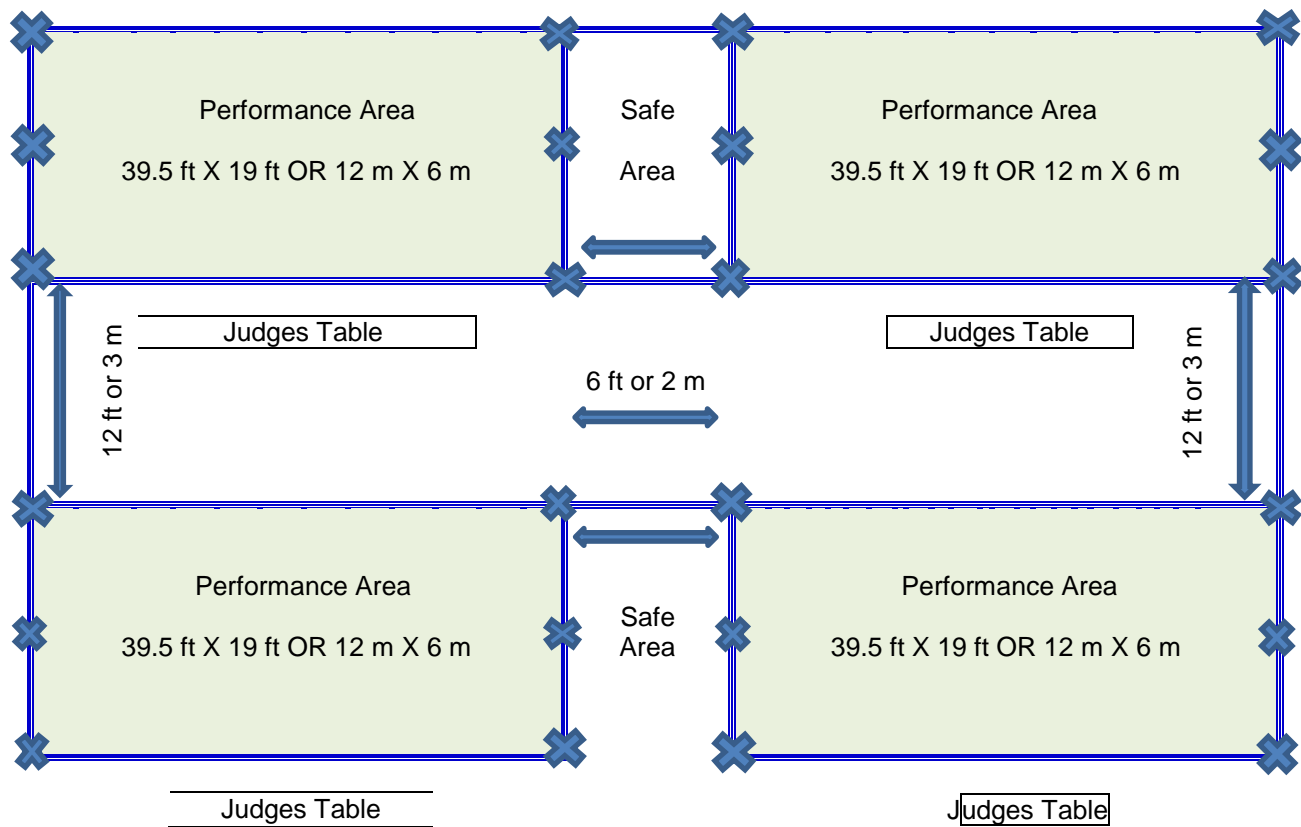 Performance Area
39.5 ft X 19 ft OR 12 m X 6 m
Safe
Area
Performance Area
39.5 ft X 19 ft OR 12 m X 6 m
Judges Table
Judges Table
12 ft or 3 m
6 ft or 2 m
12 ft or 3 m
Performance Area
39.5 ft X 19 ft OR 12 m X 6 m
Safe
Area
Performance Area
39.5 ft X 19 ft OR 12 m X 6 m
Judges Table
Judges Table